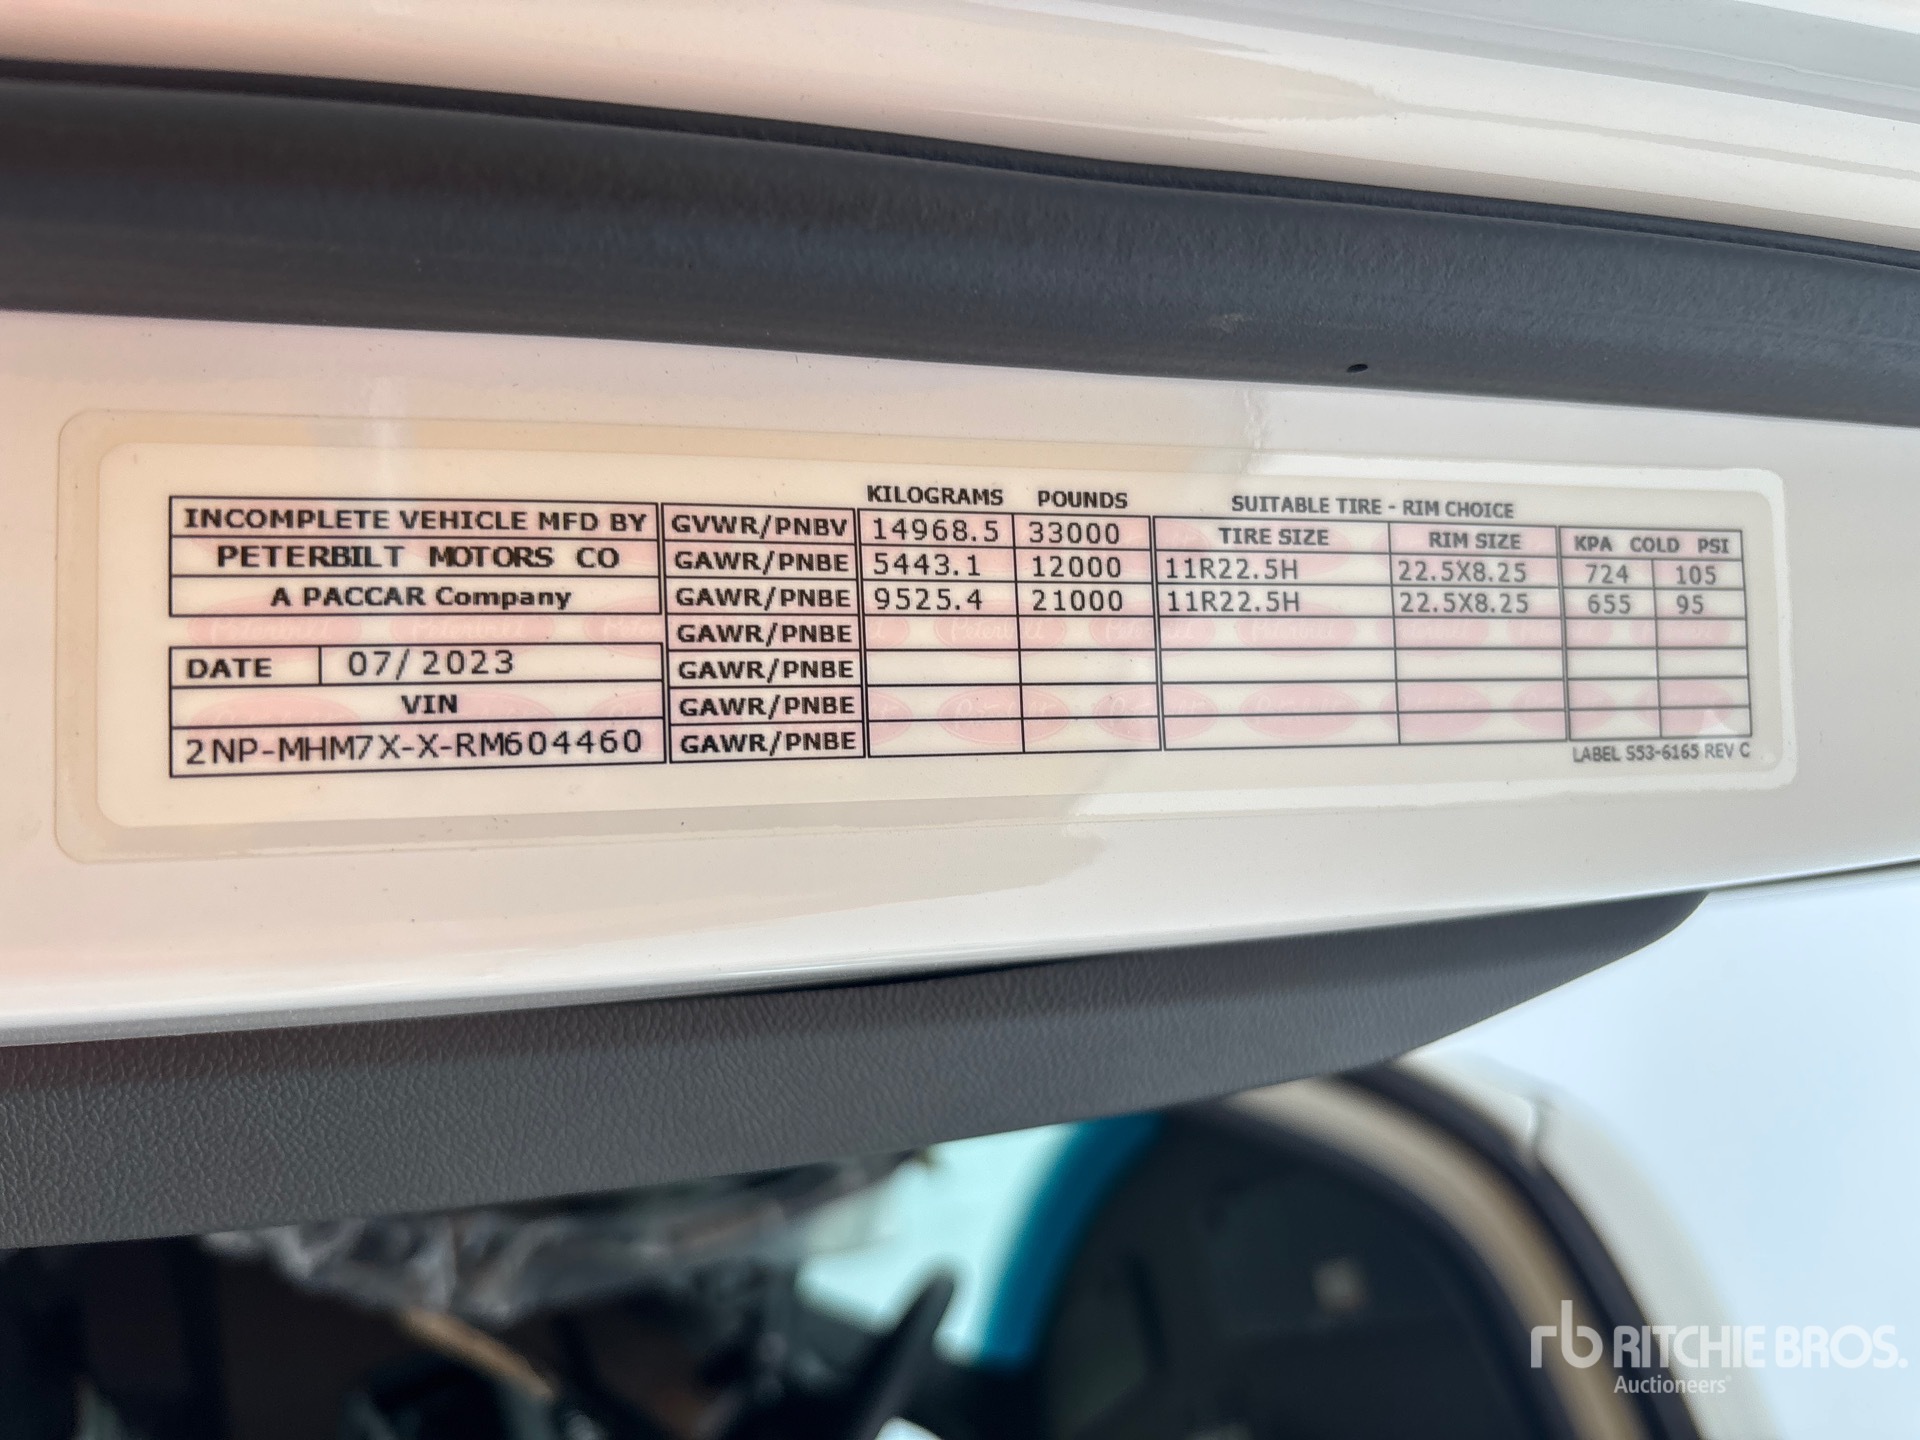 KILOGRAMS POUNDS SUITABLE TIRE - RIM CHOICE
INCOMPLETE VEHICLE MFD BY GVWR/PNBV 14968.5 33000 TIRE SIZE RIM SIZE KPA COLD PSI
PETERBILT MOTORS CO GAWR/PNBE 5443.1 12000 11R22.5H 22.5X8.25 724 105
A PACCAR Company GAWR/PNBE 9525.4 21000 11R22.5H 22.5X8.25 655 95
GAWR/PNBE
DATE 07/2023 GAWR/PNBE
VIN GAWR/PNBE
2NP-MHM7X-X-RM604460 GAWR/PNBE
LABEL S53-6165 REV C
rb RITCHIE BROS.
Auctioneers